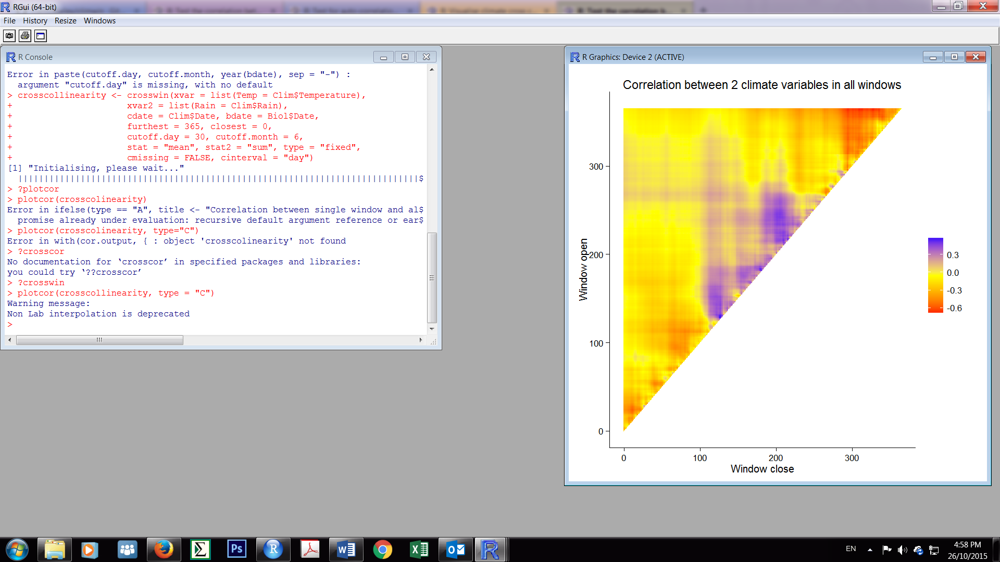 RGui (64-bit)
File History Resize Windows
R Console
Error in paste(cutoff.day, cutoff.month, year(bdate), sep = "-") :
  argument "cutoff.day" is missing, with no default
> crosscollinearity <- crosswin(xvar = list(Temp = Clim$Temperature),
+                      xvar2 = list(Rain = Clim$Rain),
+                      cdate = Clim$Date, bdate = Biol$Date,
+                      furthest = 365, closest = 0,
+                      cutoff.day = 30, cutoff.month = 6,
+                      stat = "mean", stat2 = "sum", type = "fixed",
+                      cmissing = FALSE, cinterval = "day")
[1] "Initialising, please wait..."
> ?plotcor
> plotcor(crosscolinearity)
Error in ifelse(type == "A", title <- "Correlation between single window and al$
  promise already under evaluation: recursive default argument reference or ear$
> plotcor(crosscolinearity, type="C")
Error in with(cor.output, { : object 'crosscolinearity' not found
> ?crosscor
No documentation for ‘crosscor’ in specified packages and libraries:
you could try ‘??crosscor’
> ?crosswin
> plotcor(crosscollinearity, type = "C")
Warning message:
Non Lab interpolation is deprecated
>
R Graphics: Device 2 (ACTIVE)
Correlation between 2 climate variables in all windows
Window open
300
200
100
0
0 100 200 300
Window close
0.3
0.0
-0.3
-0.6
Ps
EN
4:58 PM
26/10/2015